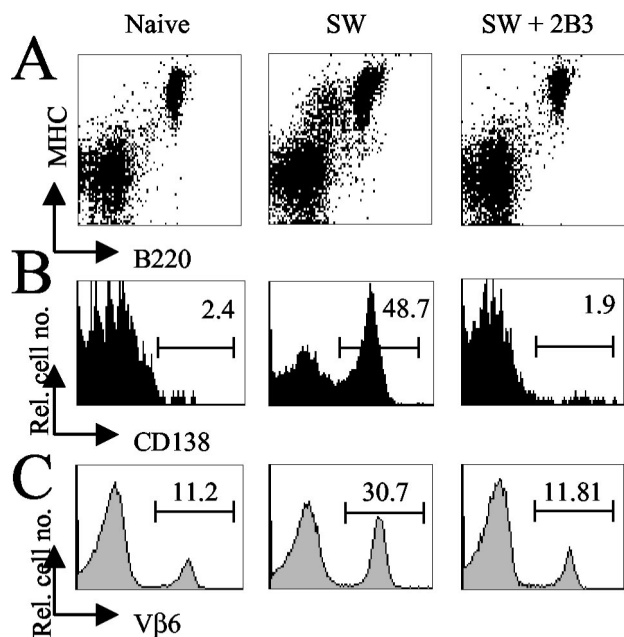 Naive SW SW + 2B3
A
MHC
B220
B
2.4 48.7 1.9
Rel. cell no.
CD138
C
11.2 30.7 11.81
Rel. cell no.
Vβ6